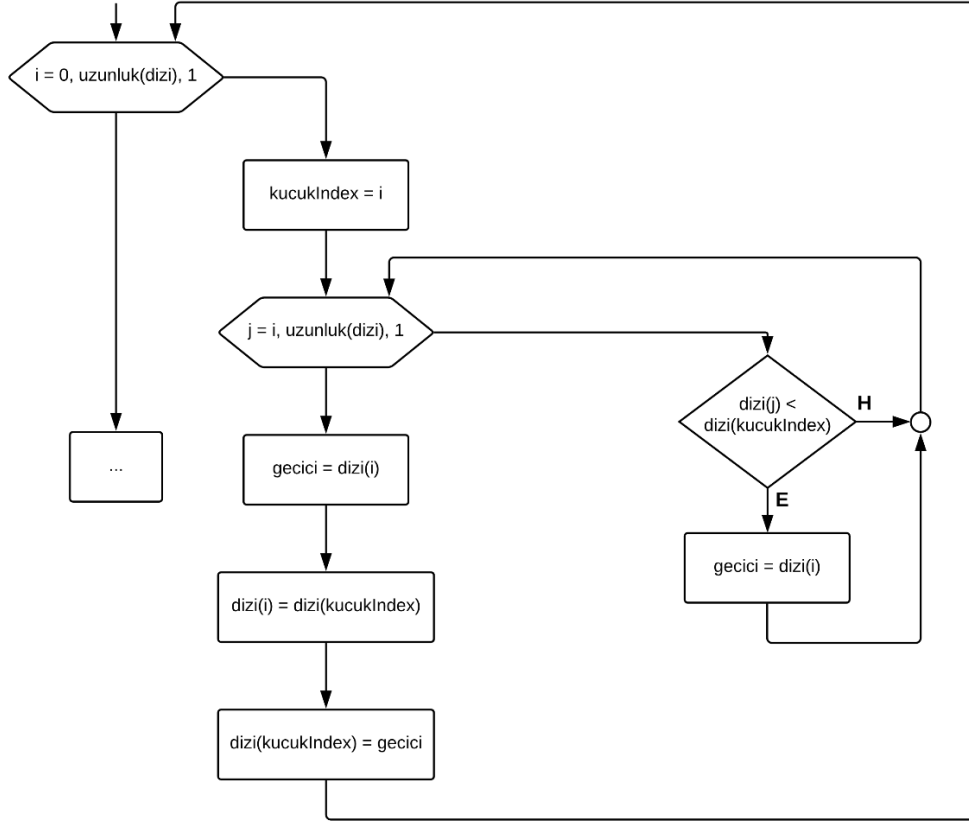 i = 0, uzunluk(dizi), 1
kucukIndex = i
j = i, uzunluk(dizi), 1
dizi(j) <
dizi(kucukIndex)
H
E
gecici = dizi(i)
...
gecici = dizi(i)
dizi(i) = dizi(kucukIndex)
dizi(kucukIndex) = gecici